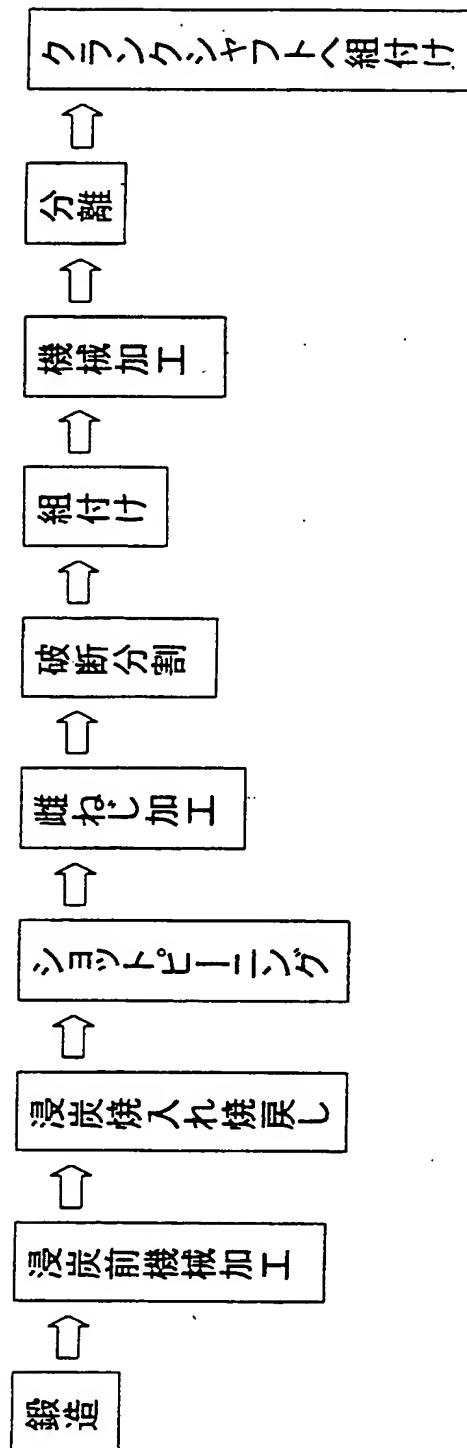 鍛造
浸炭前機械加工
浸炭焼入れ焼戻し
ショットピーニング
雌ねじ加工
破断分割
組付け
機械加工
分離
クランクシャフトへ組付け